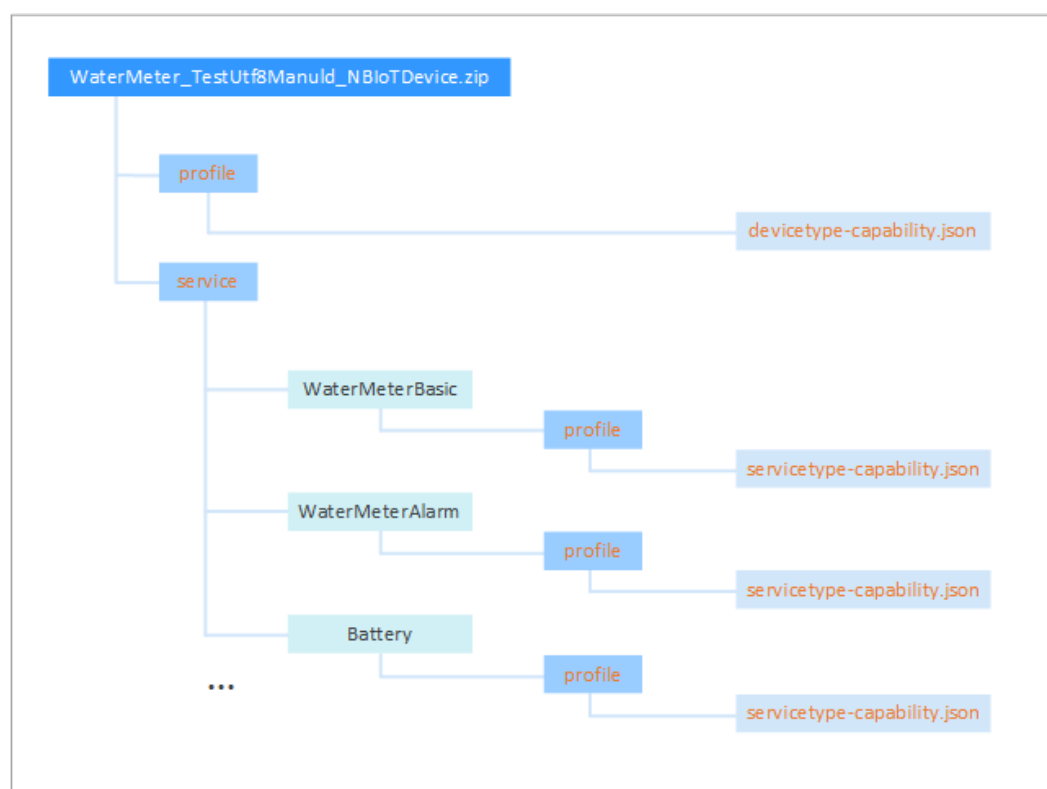 WaterMeter_TestUtf8ManuId_NBIoTDevice.zip
profile
devicetype-capability.json
service
WaterMeterBasic
profile
servicetype-capability.json
WaterMeterAlarm
profile
servicetype-capability.json
Battery
profile
...
servicetype-capability.json